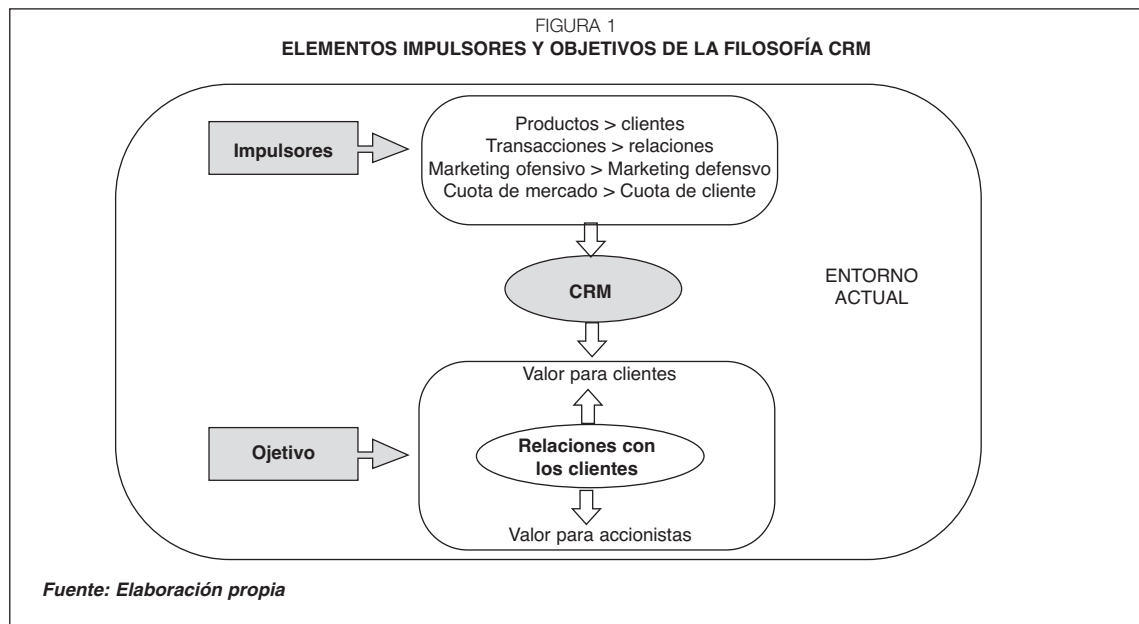 FIGURA 1
ELEMENTOS IMPULSORES Y OBJETIVOS DE LA FILOSOFÍA CRM
Impulsores
Productos > clientes
Transacciones > relaciones
Marketing ofensivo > Marketing defensvo
Cuota de mercado > Cuota de cliente
CRM
ENTORNO
ACTUAL
Valor para clientes
Ojetivo
Relaciones con
los clientes
Valor para accionistas
Fuente: Elaboración propia